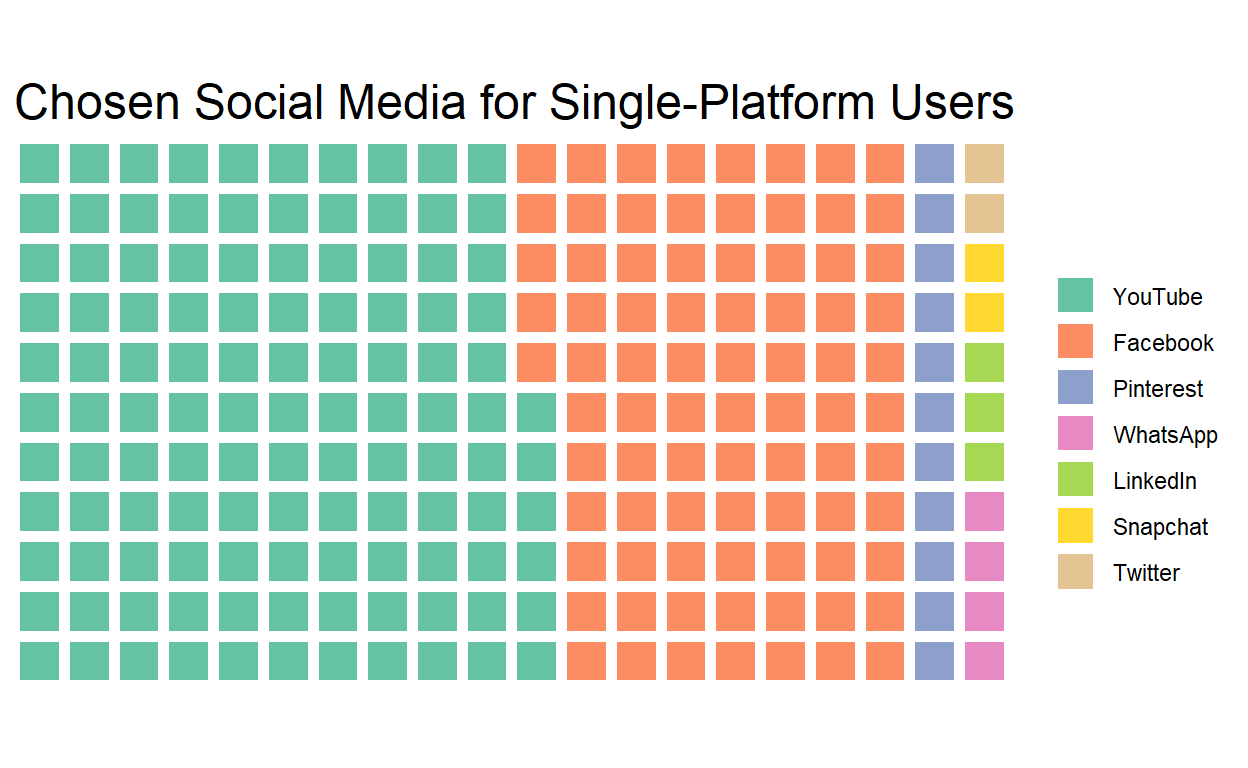 Chosen Social Media for Single-Platform Users
YouTube
Facebook
Pinterest
WhatsApp
LinkedIn
Snapchat
Twitter